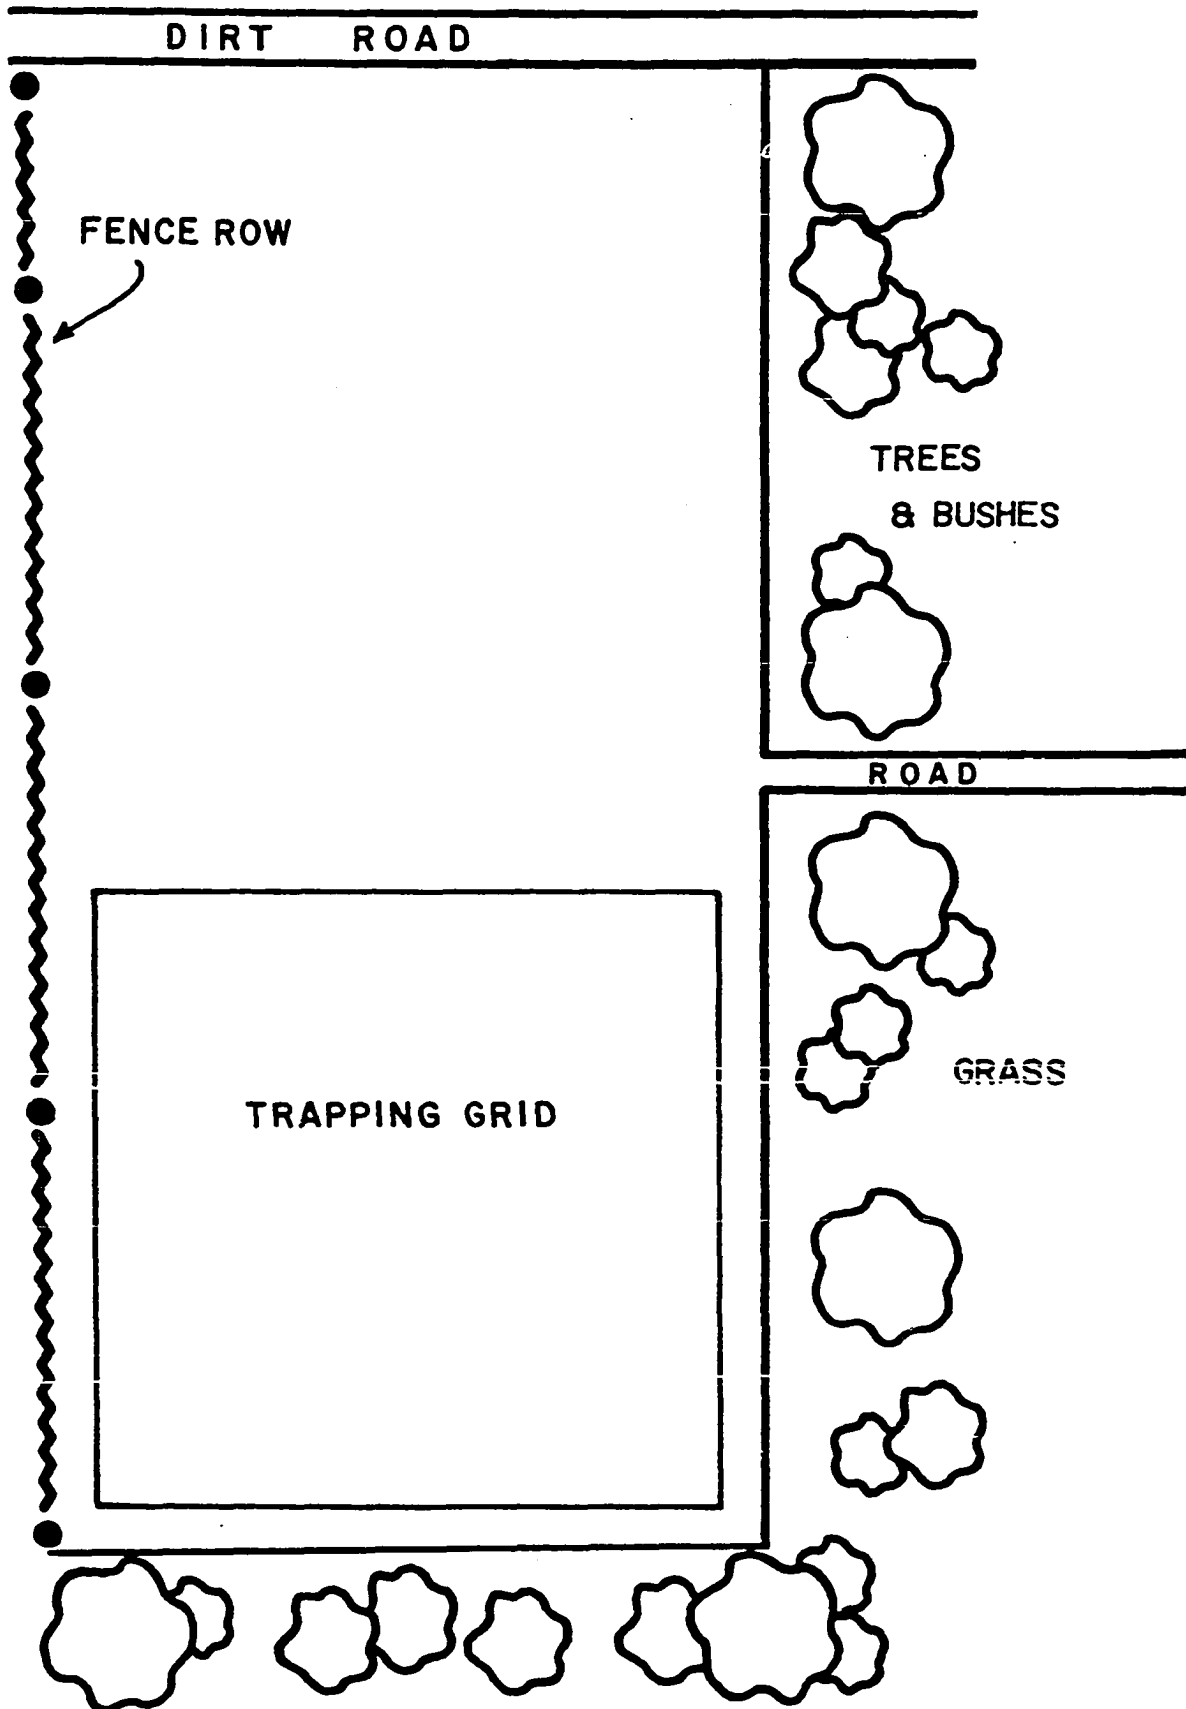 DIRT ROAD
FENCE ROW
TREES
& BUSHES
ROAD
GRASS
TRAPPING GRID